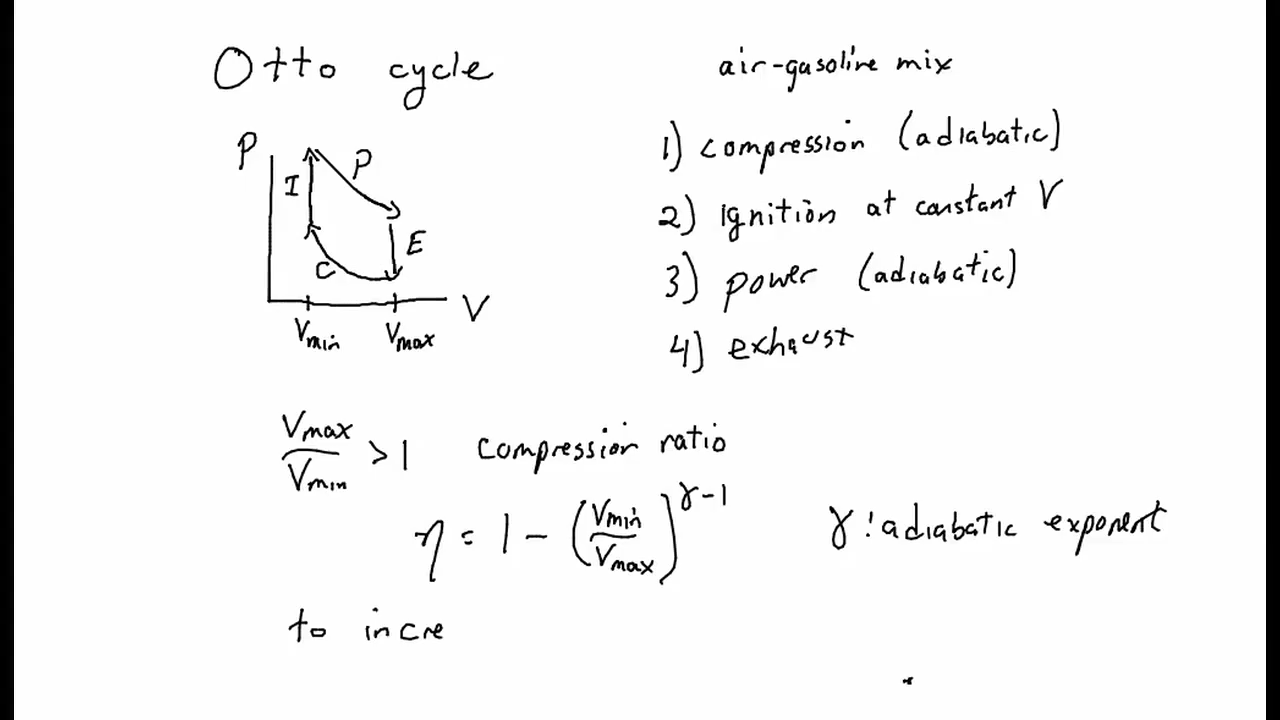 Otto cycle
P
I
P
E
C
V
Vmin Vmax
air-gasoline mix
1) compression (adiabatic)
2) ignition at constant V
3) power (adiabatic)
4) exhaust
Vmax/Vmin > 1 compression ratio
η = 1 - (Vmin/Vmax)^γ-1 γ: adiabatic exponent
to incre